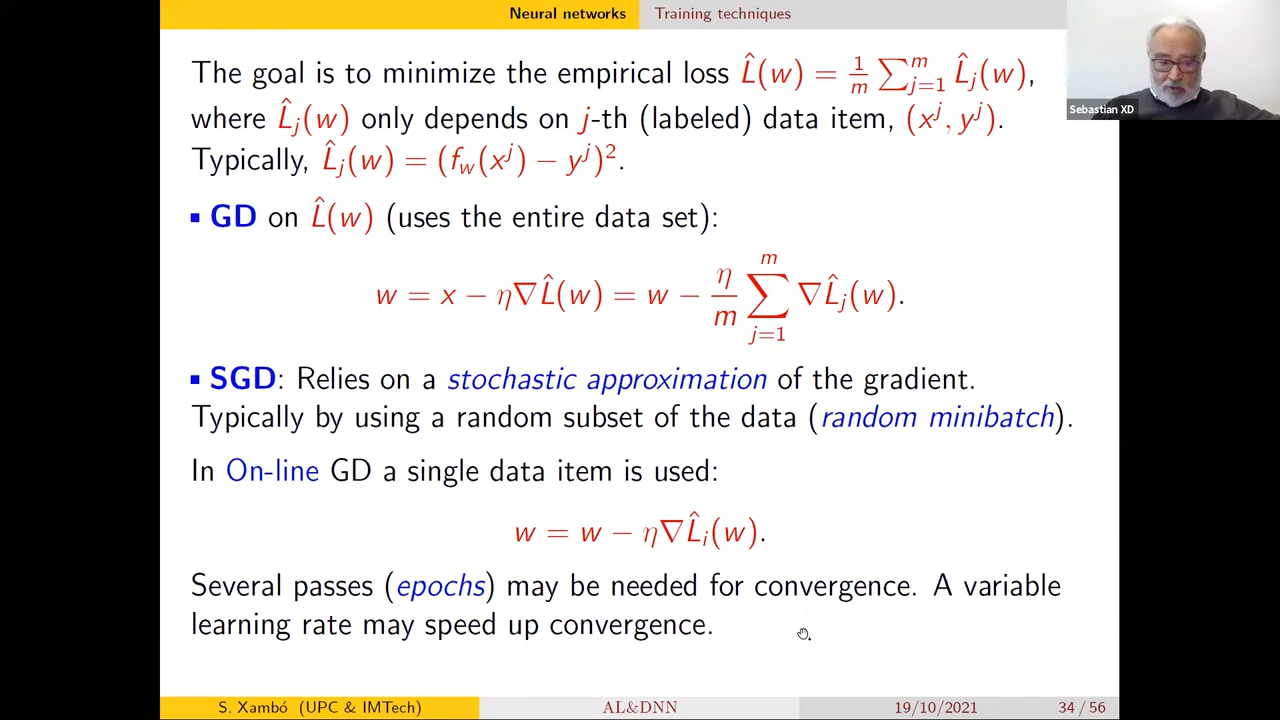 Neural networks Training techniques
The goal is to minimize the empirical loss L̂(w) = 1/m ∑_{j=1}^{m} L̂_j(w),
where L̂_j(w) only depends on j-th (labeled) data item, (x^j, y^j).
Typically, L̂_j(w) = (f_w(x^j) − y^j)².
Sebastian XD
▪ GD on L̂(w) (uses the entire data set):
w = x − η∇L̂(w) = w − η/m ∑_{j=1}^{m} ∇L̂_j(w).
▪ SGD: Relies on a stochastic approximation of the gradient.
Typically by using a random subset of the data (random minibatch).
In On-line GD a single data item is used:
w = w − η∇L̂_i(w).
Several passes (epochs) may be needed for convergence. A variable
learning rate may speed up convergence.
S. Xambó (UPC & IMTech) AL&DNN 19/10/2021 34 / 56